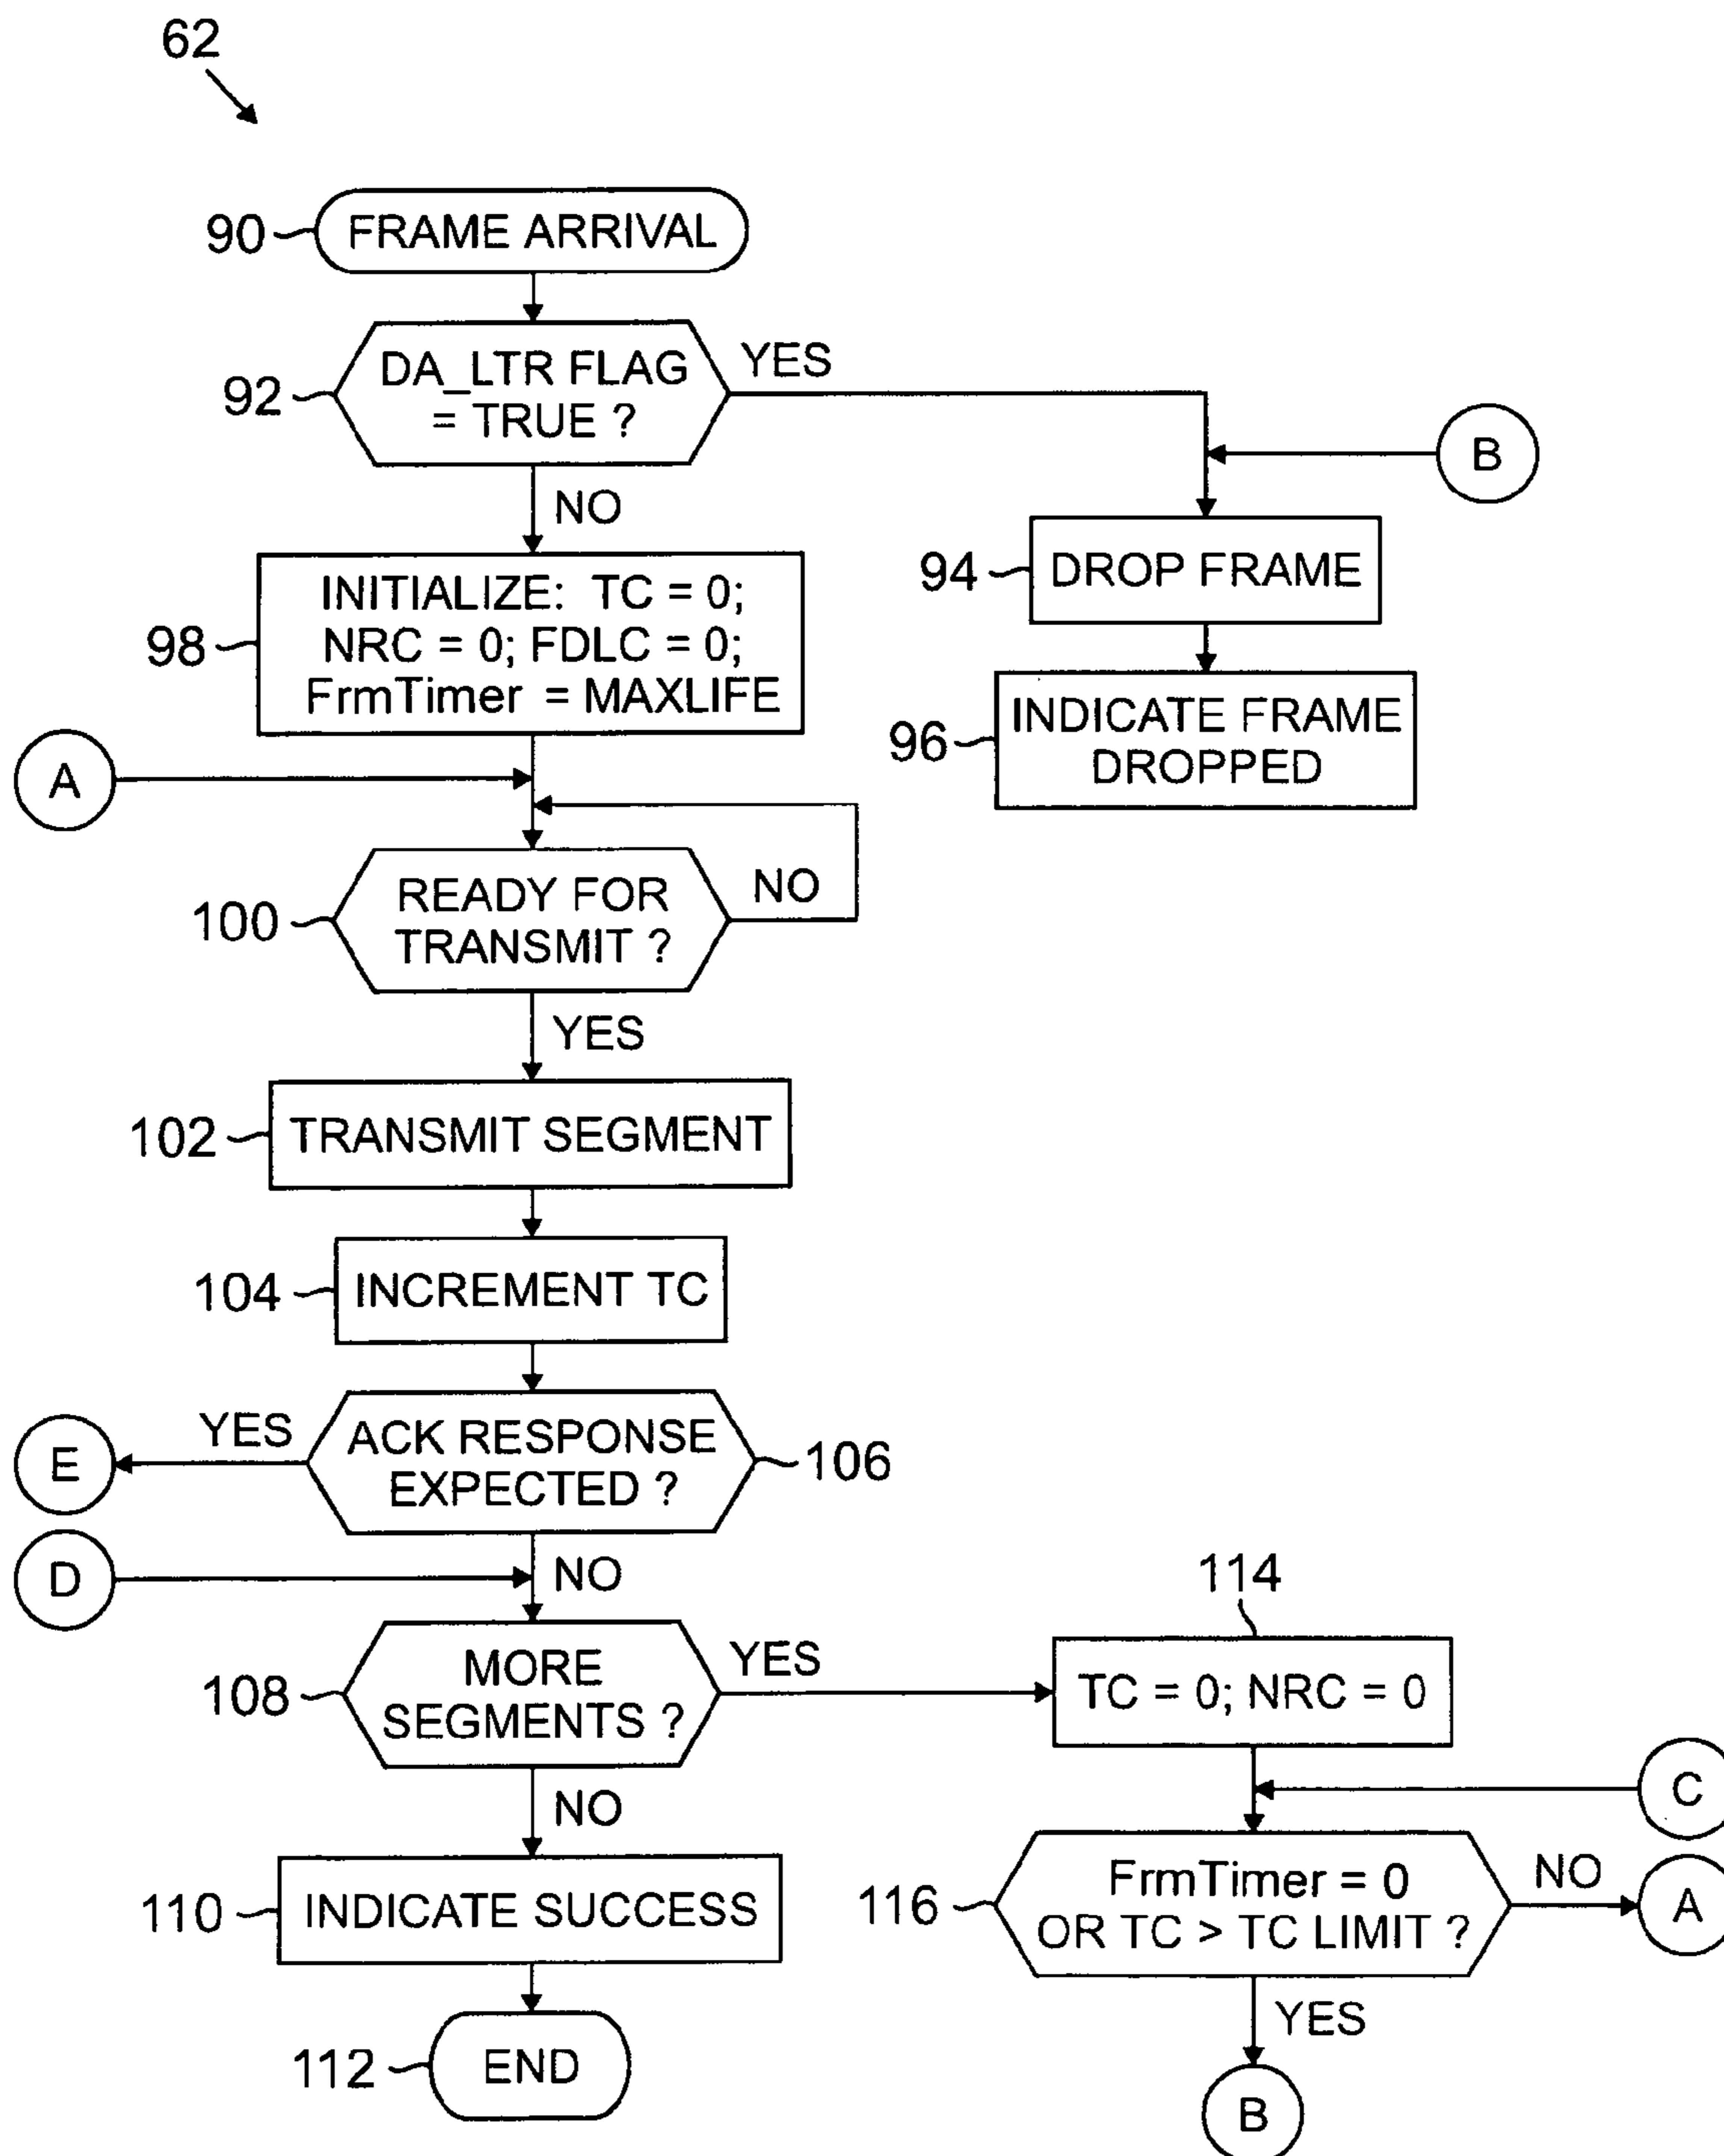 62
90
FRAME ARRIVAL
92
DA_LTR FLAG
= TRUE ?
YES
B
NO
94
DROP FRAME
98
INITIALIZE: TC = 0;
NRC = 0; FDLC = 0;
FrmTimer = MAXLIFE
96
INDICATE FRAME
DROPPED
A
100
READY FOR
TRANSMIT ?
NO
YES
102
TRANSMIT SEGMENT
104
INCREMENT TC
E
YES
ACK RESPONSE
EXPECTED ?
106
D
NO
108
MORE
SEGMENTS ?
YES
114
TC = 0; NRC = 0
C
NO
110
INDICATE SUCCESS
116
FrmTimer = 0
OR TC > TC LIMIT ?
NO
A
YES
112
END
B